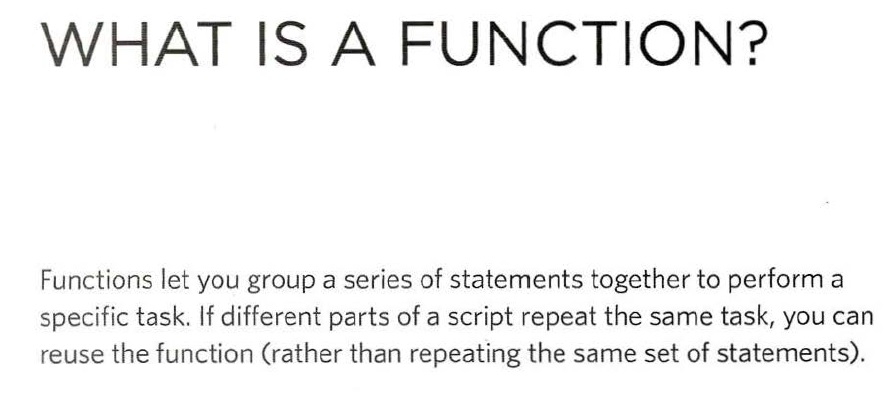 WHAT IS A FUNCTION?
Functions let you group a series of statements together to perform a
specific task. If different parts of a script repeat the same task, you can
reuse the function (rather than repeating the same set of statements).